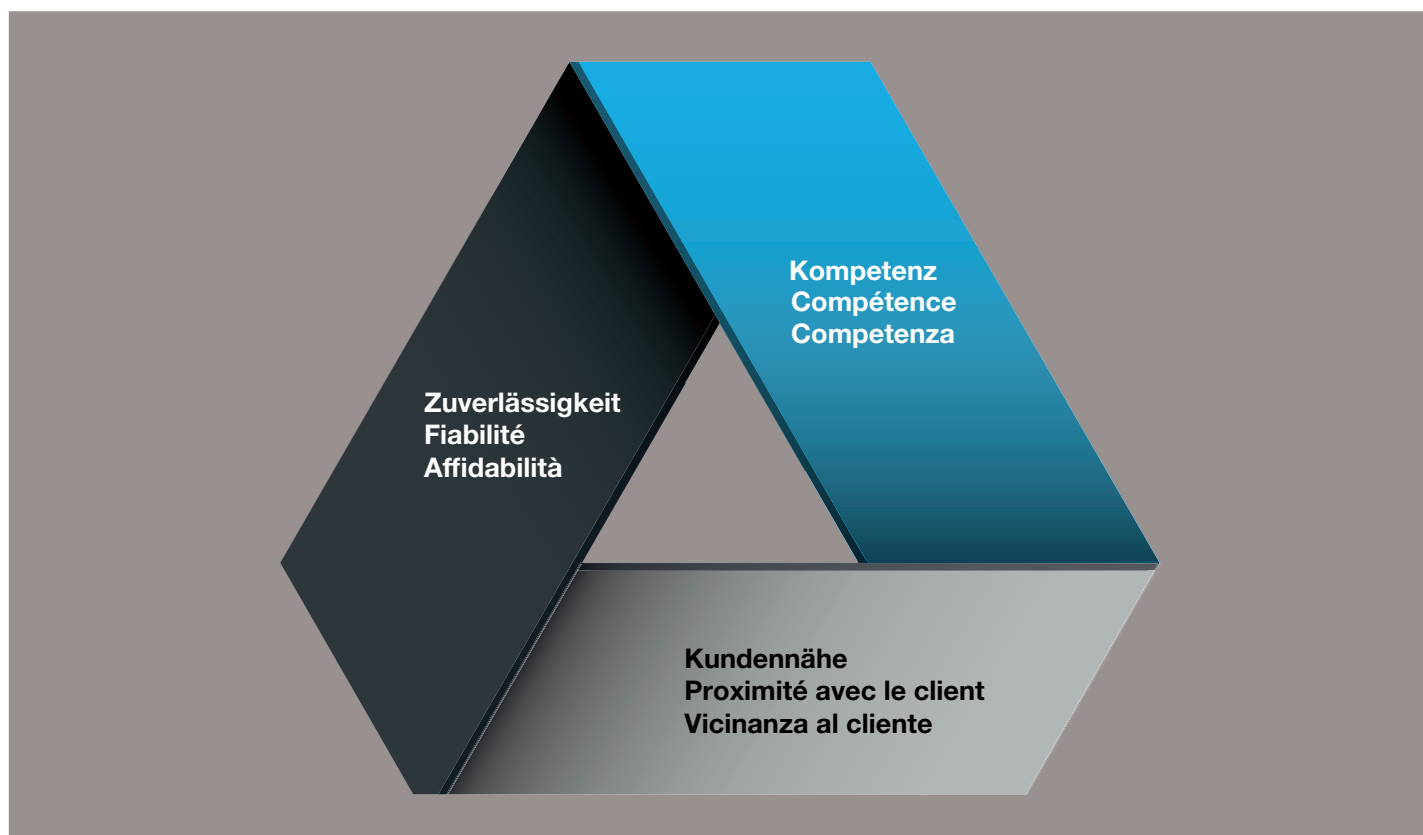 Kompetenz
Compétence
Competenza
Zuverlässigkeit
Fiabilité
Affidabilità
Kundennähe
Proximité avec le client
Vicinanza al cliente